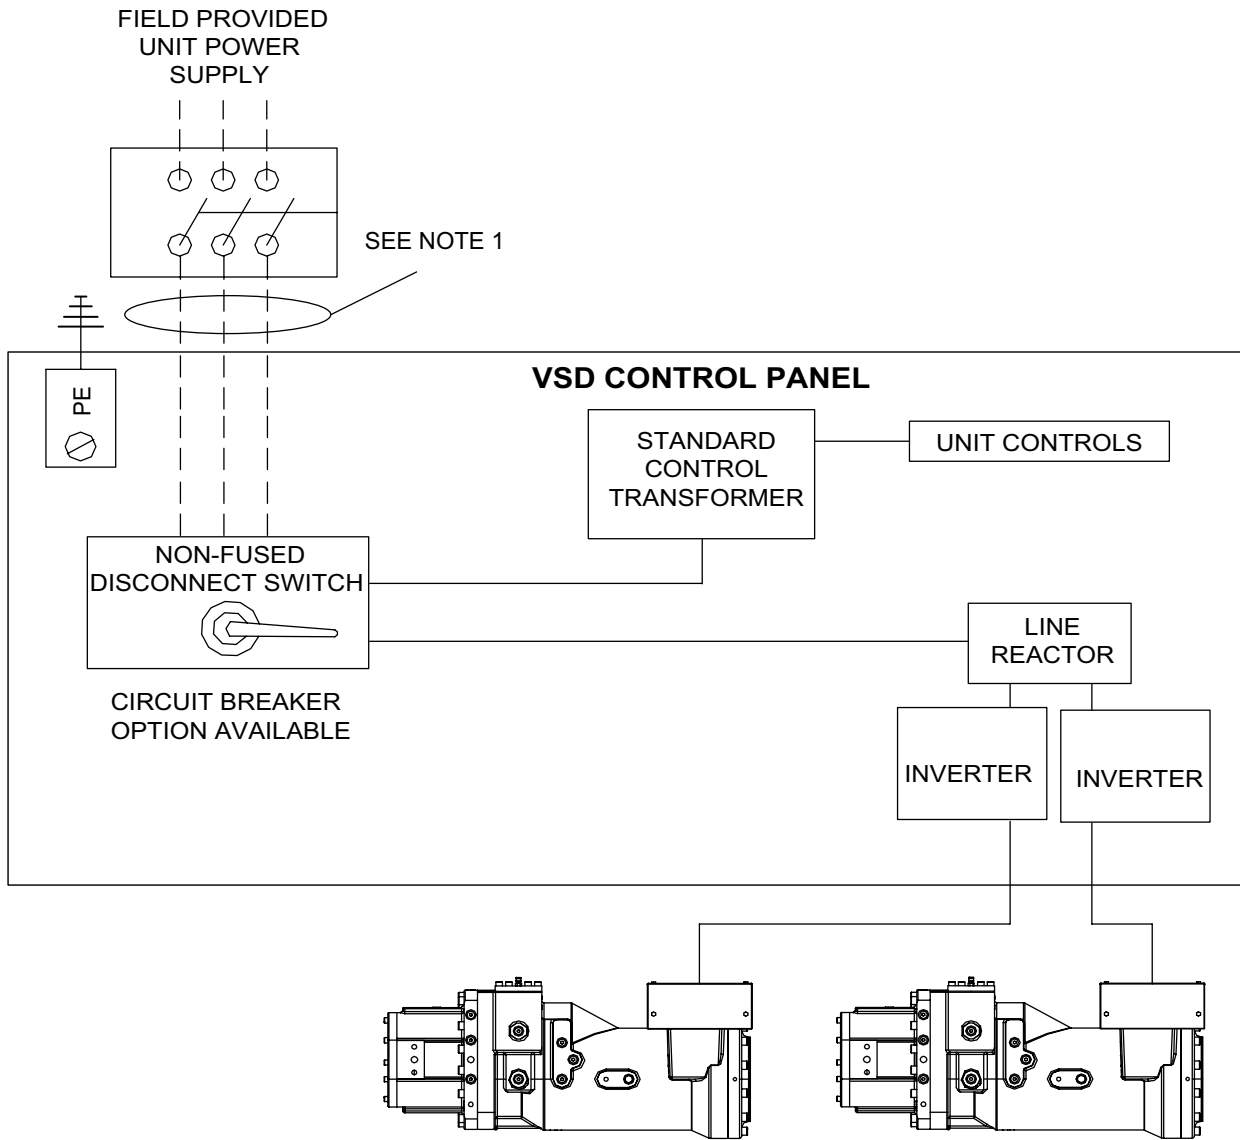 FIELD PROVIDED
UNIT POWER
SUPPLY
SEE NOTE 1
PE
VSD CONTROL PANEL
STANDARD
CONTROL
TRANSFORMER
UNIT CONTROLS
NON-FUSED
DISCONNECT SWITCH
CIRCUIT BREAKER
OPTION AVAILABLE
LINE
REACTOR
INVERTER
INVERTER